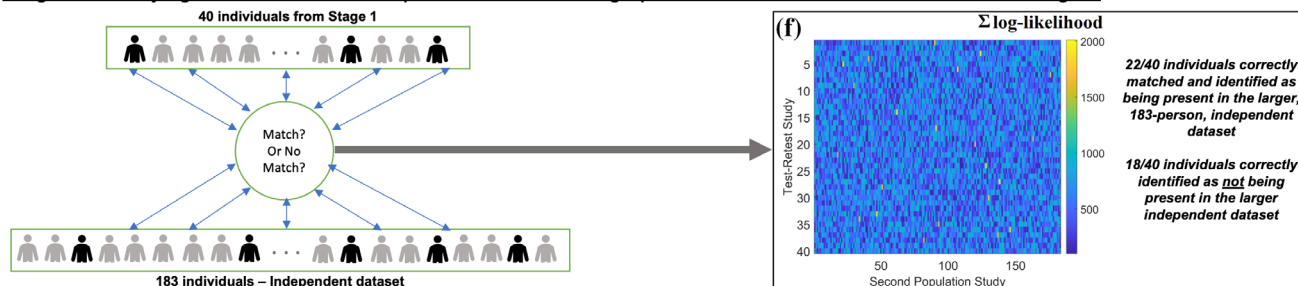 40 individuals from Stage 1
Match?
Or No
Match?
183 individuals – Independent dataset
(f)
Σ log-likelihood
Test-Retest Study
5
10
15
20
25
30
35
40
50
100
150
Second Population Study
2000
1500
1000
500
22/40 individuals correctly
matched and identified as
being present in the larger,
183-person, independent
dataset
18/40 individuals correctly
identified as not being
present in the larger
independent dataset